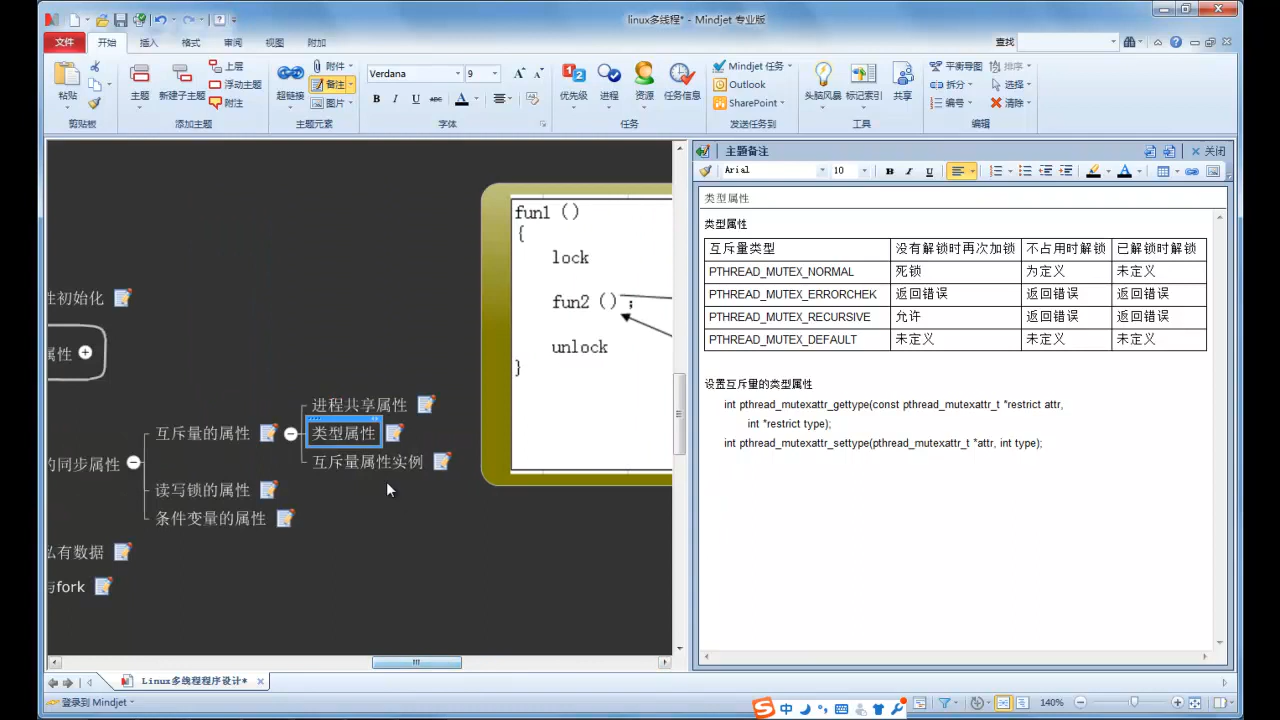 linux多线程* - Mindjet 专业版
文件 开始 插入 格式 审阅 视图 附加 查找
粘贴 主题 新建子主题 上层 浮动主题 附注 超链接 附件 备注 图片
Verdana 9
B I U abc A
优先级 进程 资源 任务信息
Mindjet 任务 Outlook SharePoint
头脑风暴 标记索引 共享
平衡导图 排序 拆分 选择 编号 清除
剪贴板 添加主题 主题元素 字体 任务 发送任务到 工具 编辑
主题备注 关闭
Arial 10 B I U A
类型属性
类型属性
互斥量类型 没有解锁时再次加锁 不占用时解锁 已解锁时解锁
PTHREAD_MUTEX_NORMAL 死锁 为定义 未定义
PTHREAD_MUTEX_ERRORCHEK 返回错误 返回错误 返回错误
PTHREAD_MUTEX_RECURSIVE 允许 返回错误 返回错误
PTHREAD_MUTEX_DEFAULT 未定义 未定义 未定义
设置互斥量的类型属性
int pthread_mutexattr_gettype(const pthread_mutexattr_t *restrict attr,
int *restrict type);
int pthread_mutexattr_settype(pthread_mutexattr_t *attr, int type);
fun1 ()
{
lock
fun2 () ;
unlock
}
性初始化
属性
进程共享属性
互斥量的属性
类型属性
互斥量属性实例
的同步属性
读写锁的属性
条件变量的属性
私有数据
与fork
Linux多线程程序设计*
登录到 Mindjet
中
140%